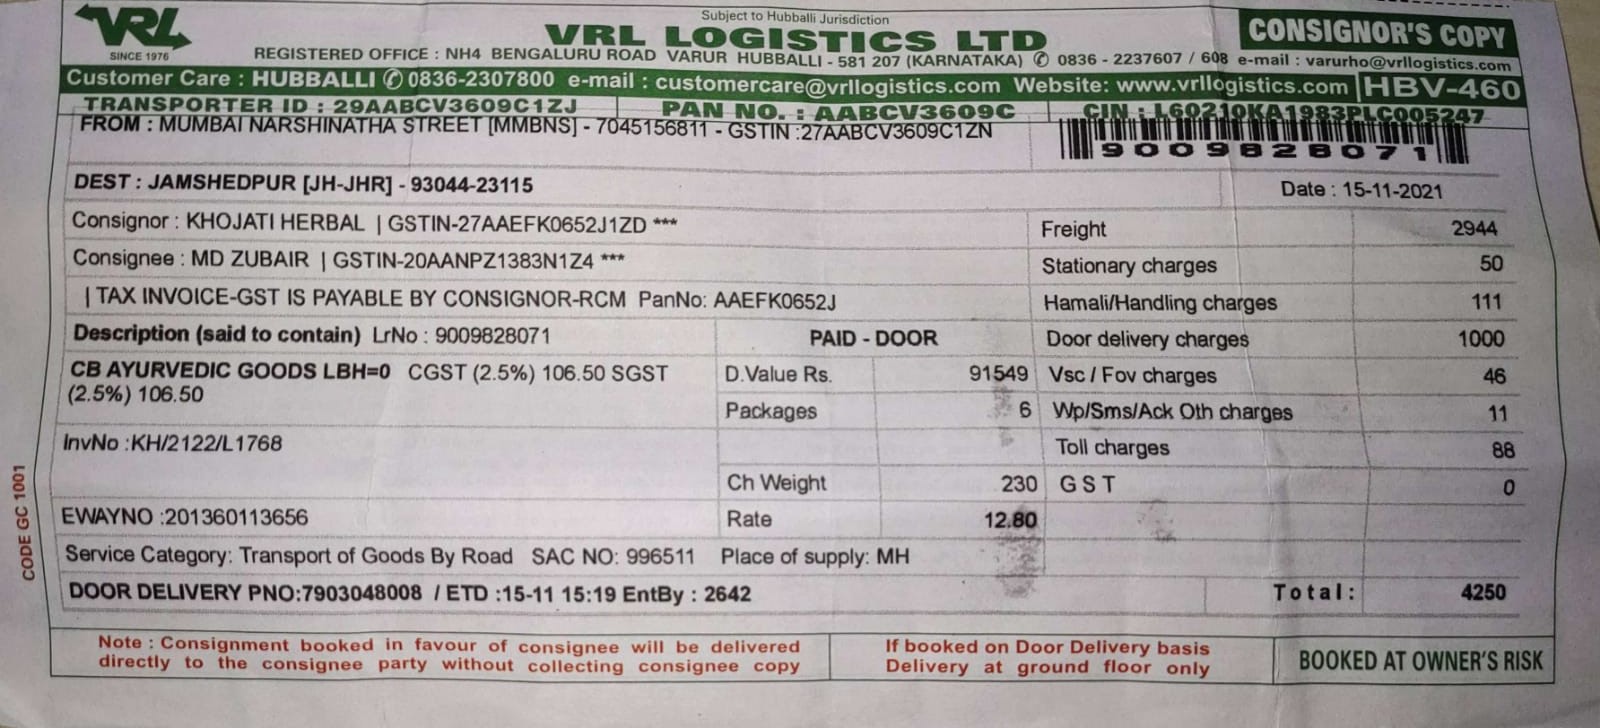 Subject to Hubballi Jurisdiction
VRL
SINCE 1976
VRL LOGISTICS LTD
CONSIGNOR'S COPY
REGISTERED OFFICE : NH4 BENGALURU ROAD VARUR HUBBALLI - 581 207 (KARNATAKA) ✆ 0836 - 2237607 / 608 e-mail : varurho@vrllogistics.com
Customer Care : HUBBALLI ✆ 0836-2307800 e-mail : customercare@vrllogistics.com Website: www.vrllogistics.com HBV-460
TRANSPORTER ID : 29AABCV3609C1ZJ PAN NO. : AABCV3609C CIN : L60210KA1983PLC005247
FROM : MUMBAI NARSHINATHA STREET [MMBNS] - 7045156811 - GSTIN :27AABCV3609C1ZN
9009828071
DEST : JAMSHEDPUR [JH-JHR] - 93044-23115 Date : 15-11-2021
Consignor : KHOJATI HERBAL | GSTIN-27AAEFK0652J1ZD *** Freight 2944
Consignee : MD ZUBAIR | GSTIN-20AANPZ1383N1Z4 *** Stationary charges 50
| TAX INVOICE-GST IS PAYABLE BY CONSIGNOR-RCM PanNo: AAEFK0652J Hamali/Handling charges 111
Description (said to contain) LrNo : 9009828071 PAID - DOOR Door delivery charges 1000
CB AYURVEDIC GOODS LBH=0 CGST (2.5%) 106.50 SGST D.Value Rs. 91549 Vsc / Fov charges 46
(2.5%) 106.50 Packages 6 Wp/Sms/Ack Oth charges 11
InvNo :KH/2122/L1768 Toll charges 88
Ch Weight 230 G S T 0
EWAYNO :201360113656 Rate 12.80
Service Category: Transport of Goods By Road SAC NO: 996511 Place of supply: MH
DOOR DELIVERY PNO:7903048008 / ETD :15-11 15:19 EntBy : 2642 Total: 4250
Note : Consignment booked in favour of consignee will be delivered
directly to the consignee party without collecting consignee copy
If booked on Door Delivery basis
Delivery at ground floor only
BOOKED AT OWNER'S RISK
CODE GC 1001